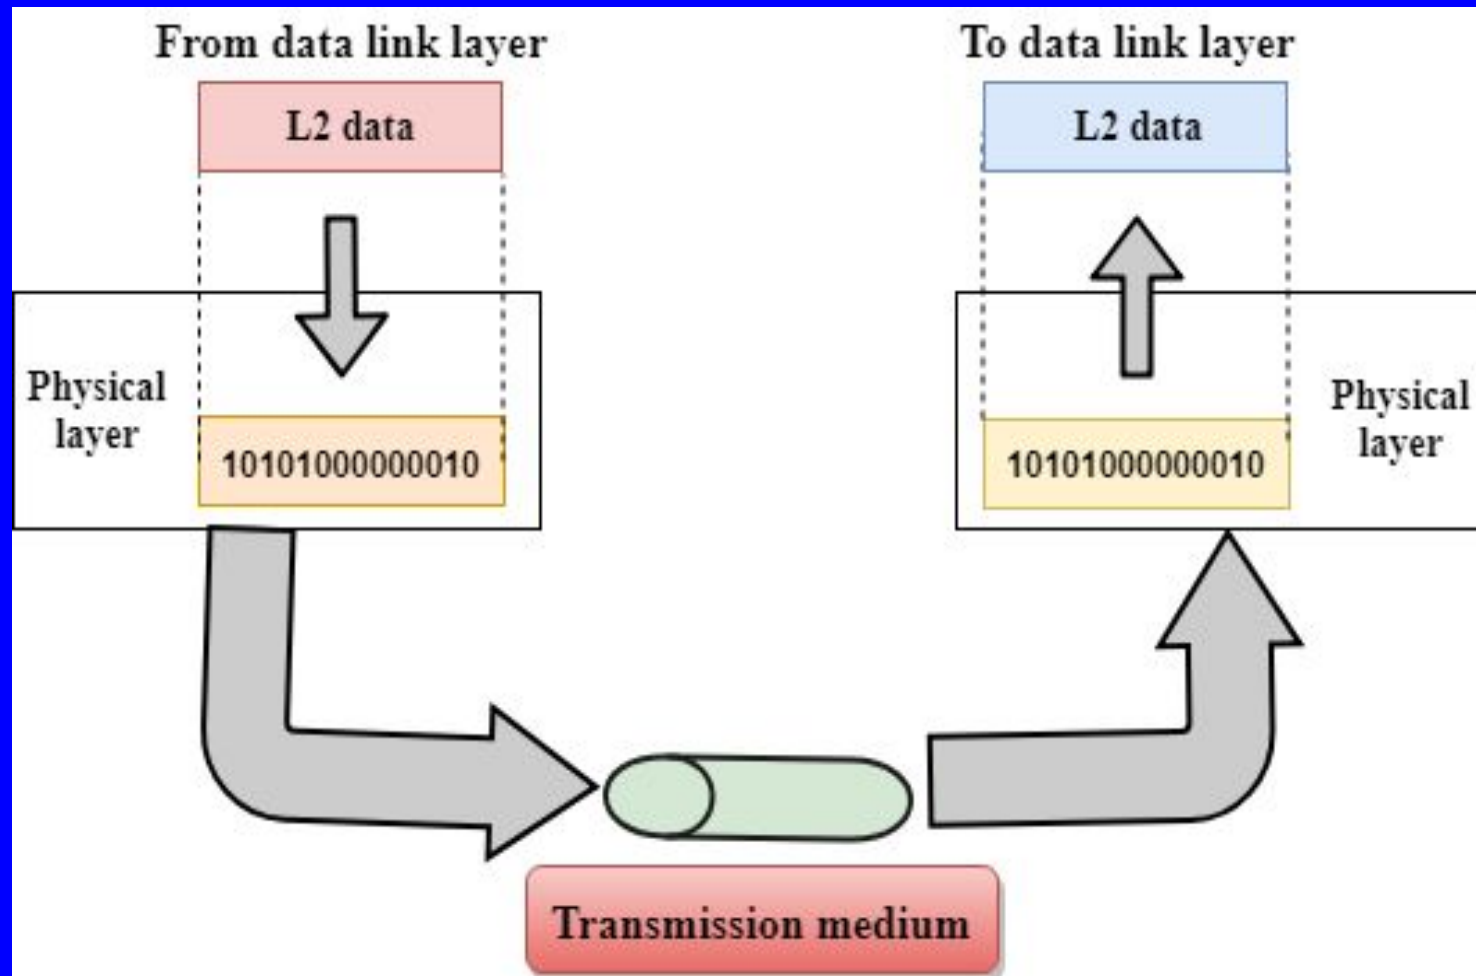 From data link layer
L2 data
Physical
layer
10101000000010
To data link layer
L2 data
10101000000010
Physical
layer
Transmission medium